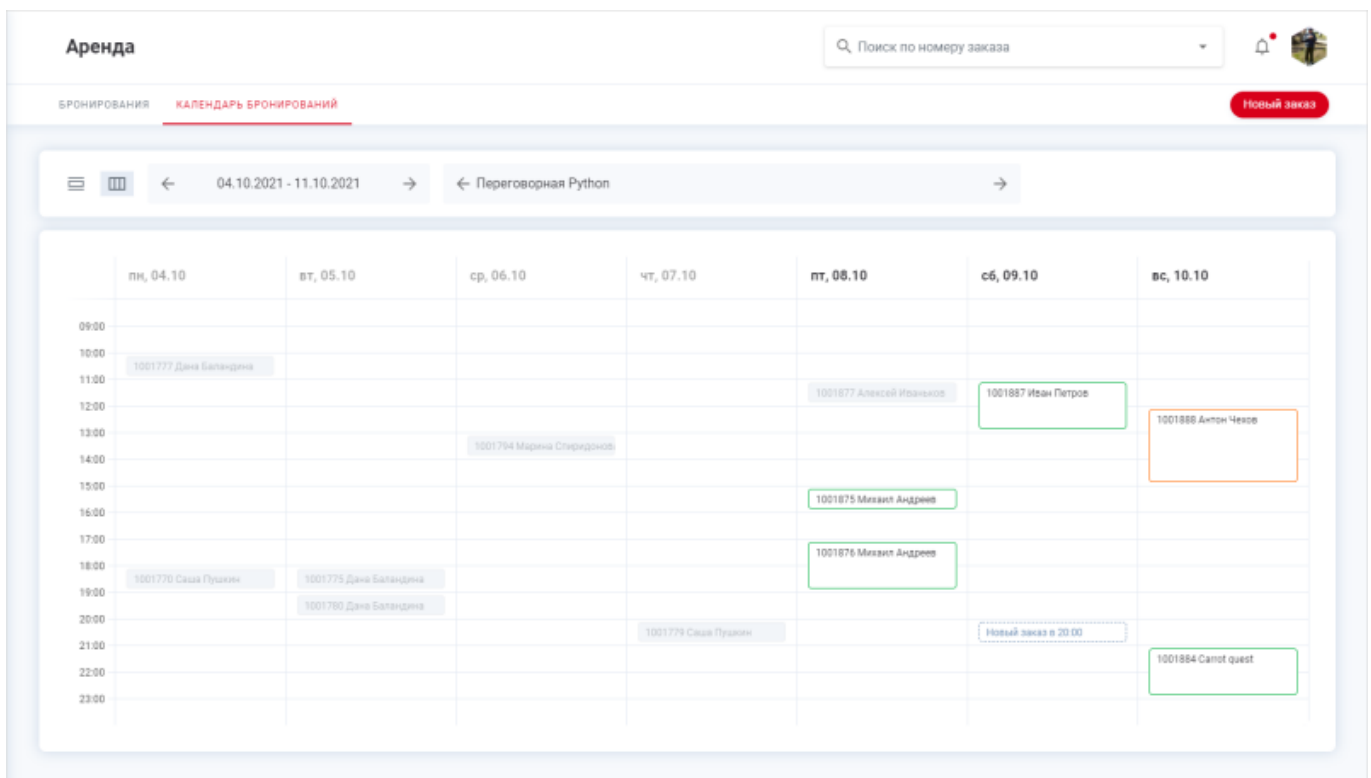 Аренда
Поиск по номеру заказа
БРОНИРОВАНИЯ КАЛЕНДАРЬ БРОНИРОВАНИЙ
Новый заказ
04.10.2021 - 11.10.2021
Переговорная Python
пн, 04.10 вт, 05.10 ср, 06.10 чт, 07.10 пт, 08.10 сб, 09.10 вс, 10.10
09:00
10:00
1001777 Дана Баландина
11:00
1001877 Алексей Иваньков
1001887 Иван Петров
12:00
1001888 Антон Чехов
13:00
1001794 Марина Спиридонов
14:00
15:00
1001875 Михаил Андреев
16:00
17:00
1001876 Михаил Андреев
18:00
1001770 Саша Пушкин
1001775 Дана Баландина
19:00
1001780 Дана Баландина
20:00
1001779 Саша Пушкин
Новый заказ в 20:00
21:00
1001884 Carrot quest
22:00
23:00